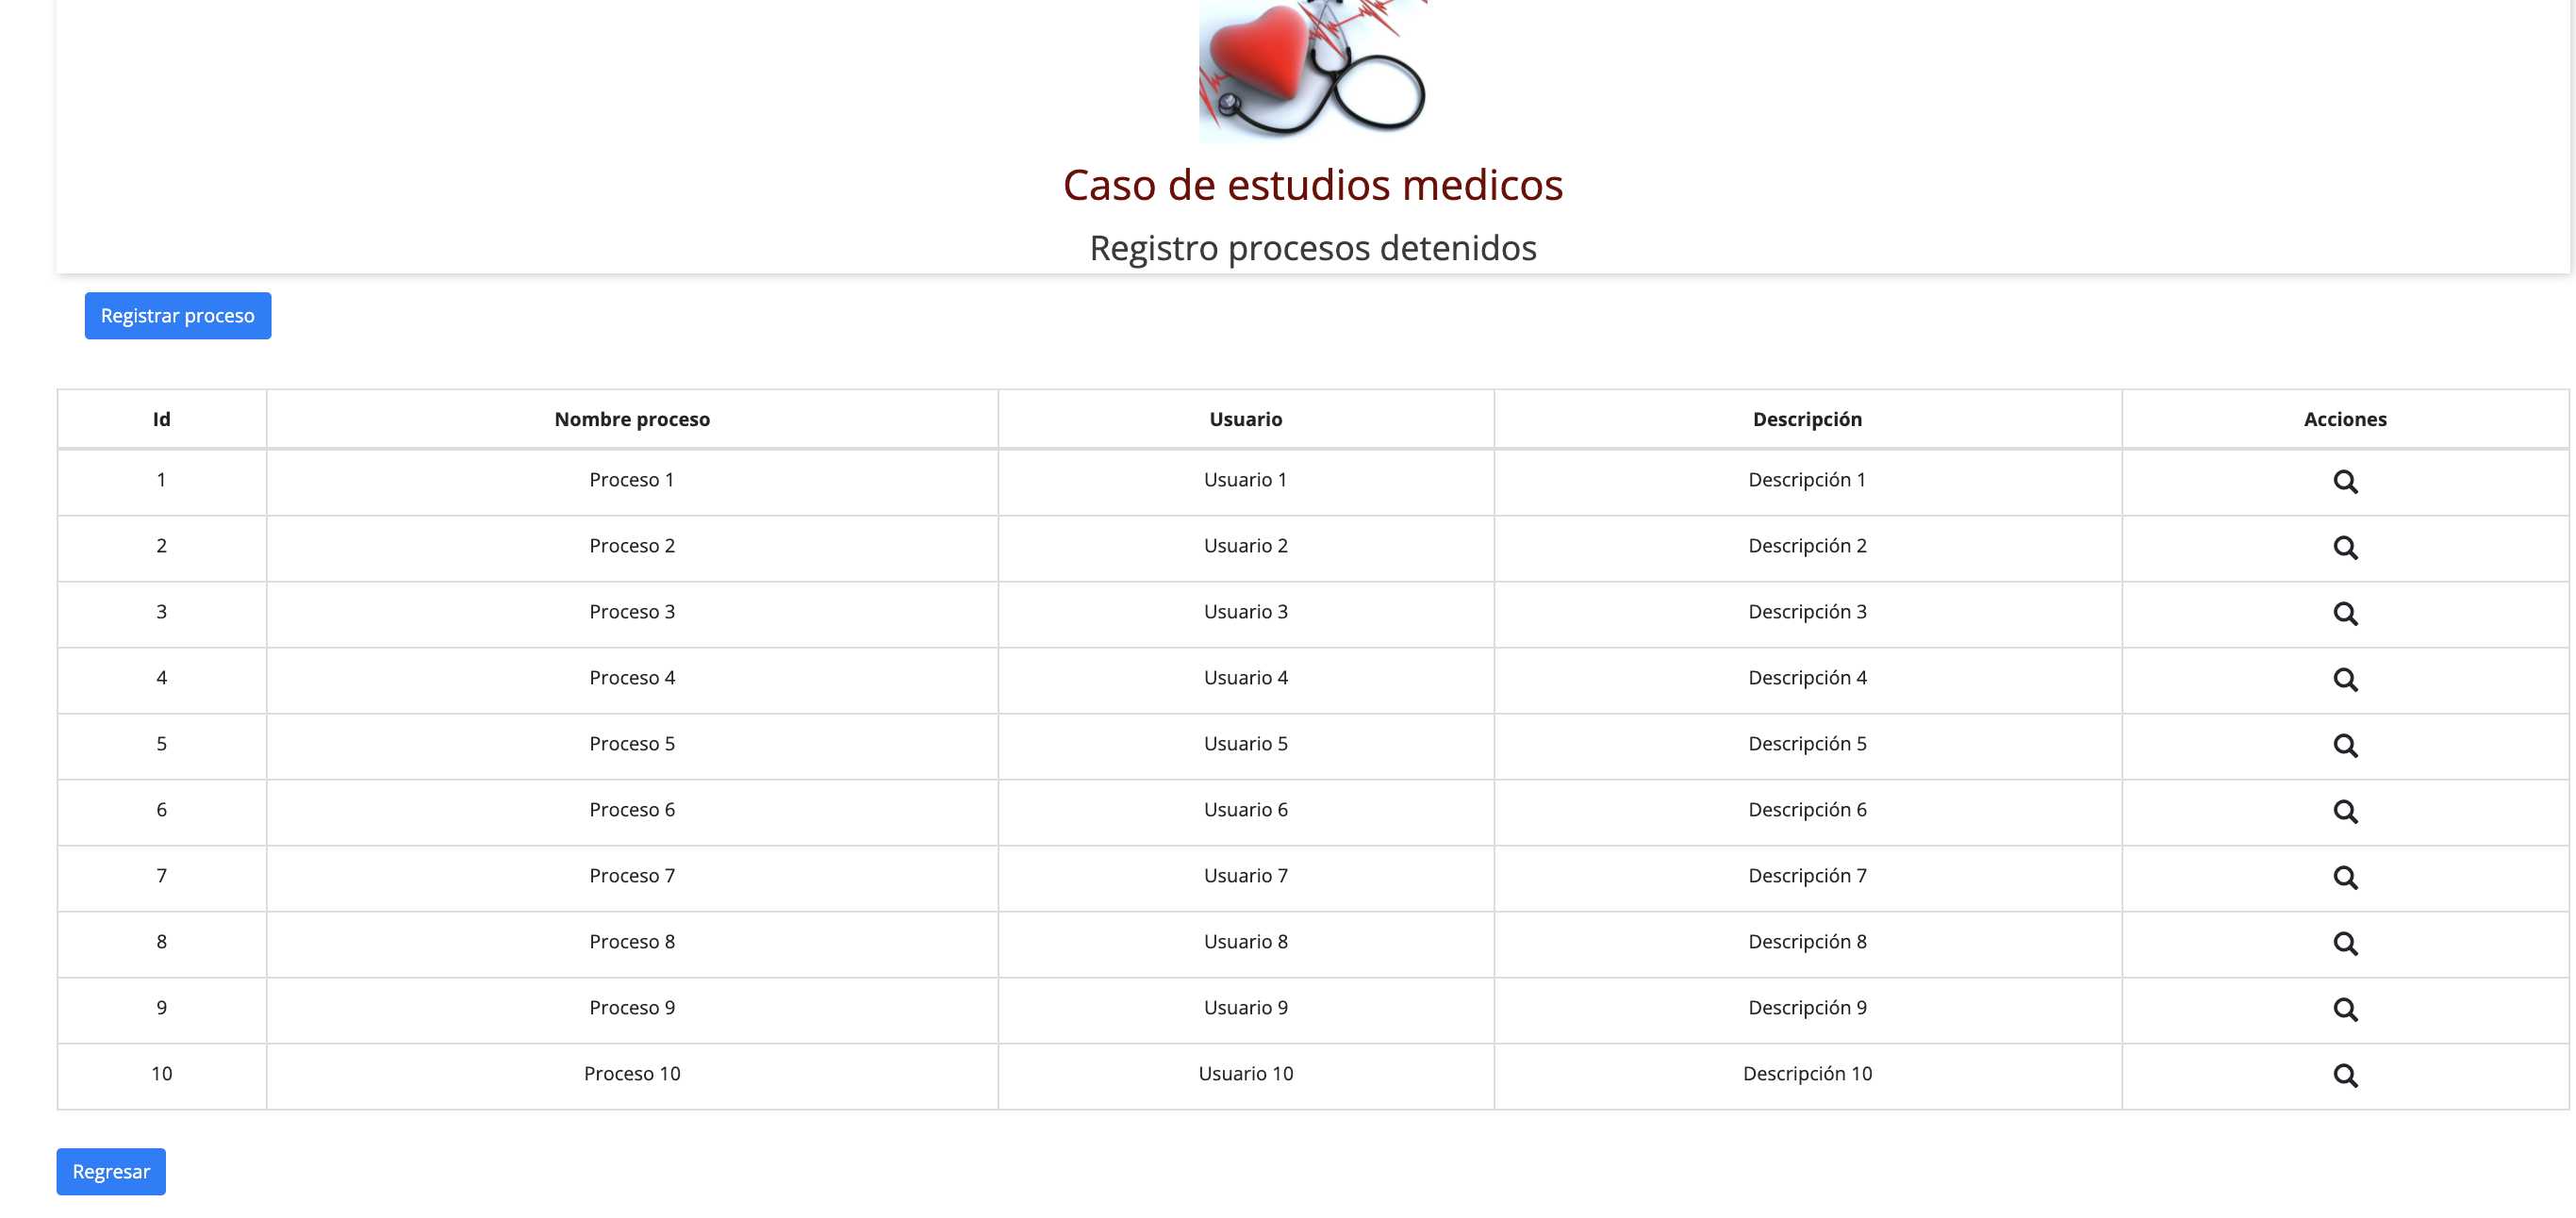 Caso de estudios medicos
Registro procesos detenidos
Registrar proceso
Id Nombre proceso Usuario Descripción Acciones
1 Proceso 1 Usuario 1 Descripción 1
2 Proceso 2 Usuario 2 Descripción 2
3 Proceso 3 Usuario 3 Descripción 3
4 Proceso 4 Usuario 4 Descripción 4
5 Proceso 5 Usuario 5 Descripción 5
6 Proceso 6 Usuario 6 Descripción 6
7 Proceso 7 Usuario 7 Descripción 7
8 Proceso 8 Usuario 8 Descripción 8
9 Proceso 9 Usuario 9 Descripción 9
10 Proceso 10 Usuario 10 Descripción 10
Regresar